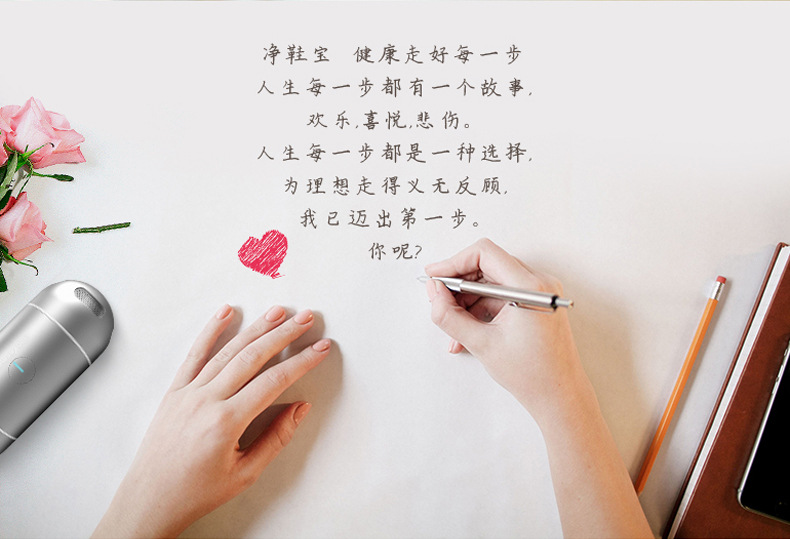 净鞋宝 健康走好每一步
人生每一步都有一个故事,
欢乐,喜悦,悲伤。
人生每一步都是一种选择,
为理想走得义无反顾,
我已迈出第一步。
你呢?